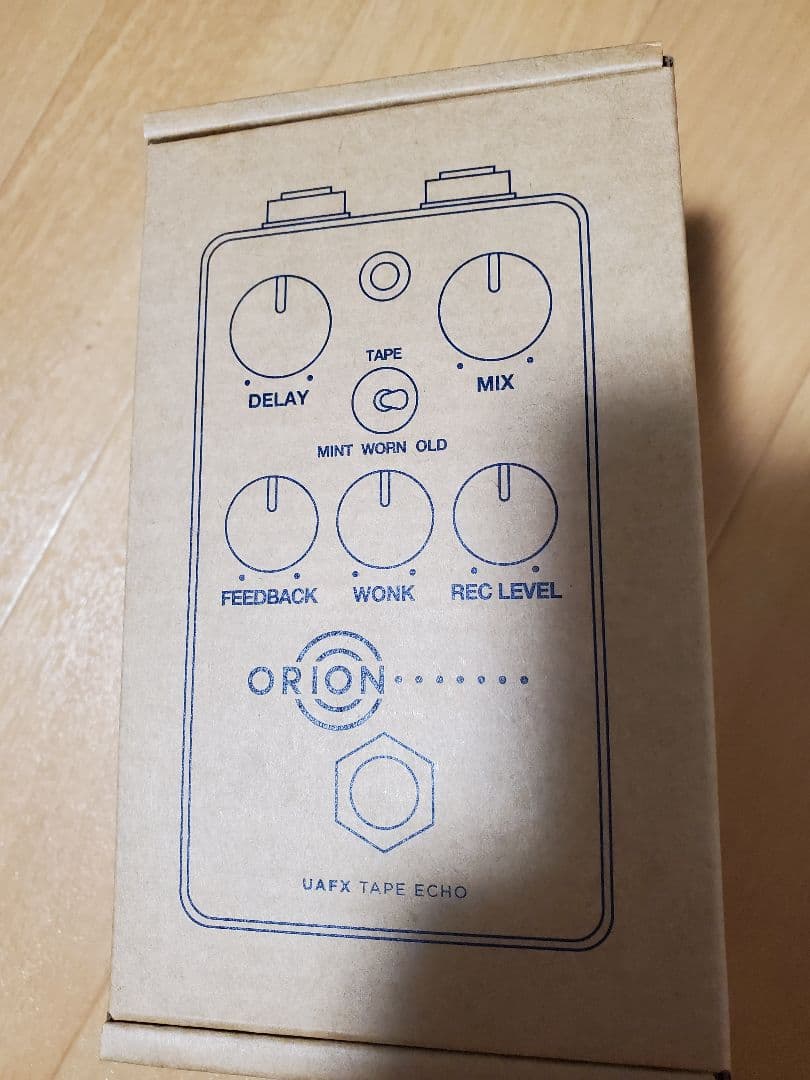 TAPE
DELAY
MIX
MINT WORN OLD
FEEDBACK WONK REC LEVEL
ORION
UAFX TAPE ECHO